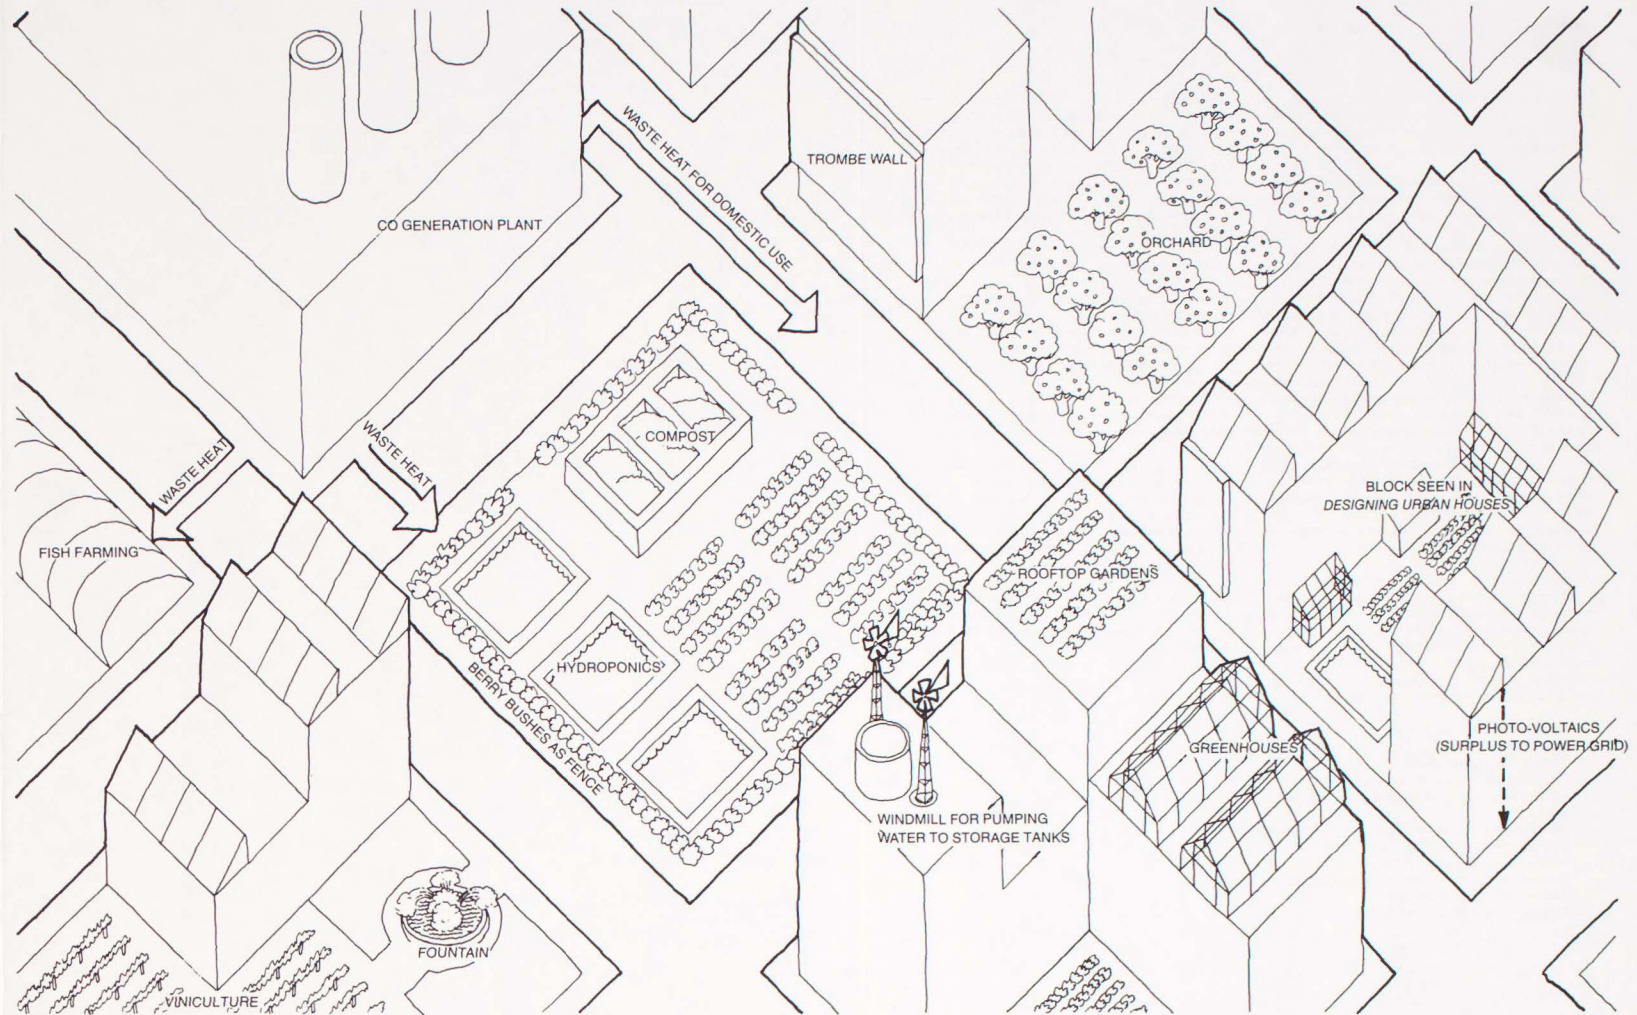 WASTE HEAT FOR DOMESTIC USE
TROMBE WALL
CO GENERATION PLANT
ORCHARD
WASTE HEAT
WASTE HEAT
COMPOST
BLOCK SEEN IN
DESIGNING URBAN HOUSES
FISH FARMING
ROOFTOP GARDENS
HYDROPONICS
BERRY BUSHES AS FENCE
GREENHOUSES
PHOTO-VOLTAICS
(SURPLUS TO POWER GRID)
WINDMILL FOR PUMPING
WATER TO STORAGE TANKS
FOUNTAIN
VINICULTURE